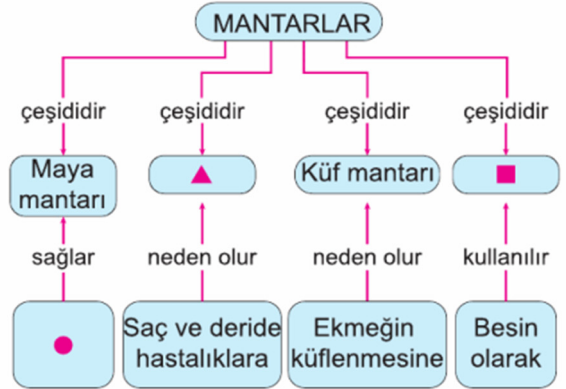 MANTARLAR
çeşididir çeşididir çeşididir çeşididir
Maya
mantarı
Küf mantarı
sağlar neden olur neden olur kullanılır
Saç ve deride
hastalıklara
Ekmeğin
küflenmesine
Besin
olarak